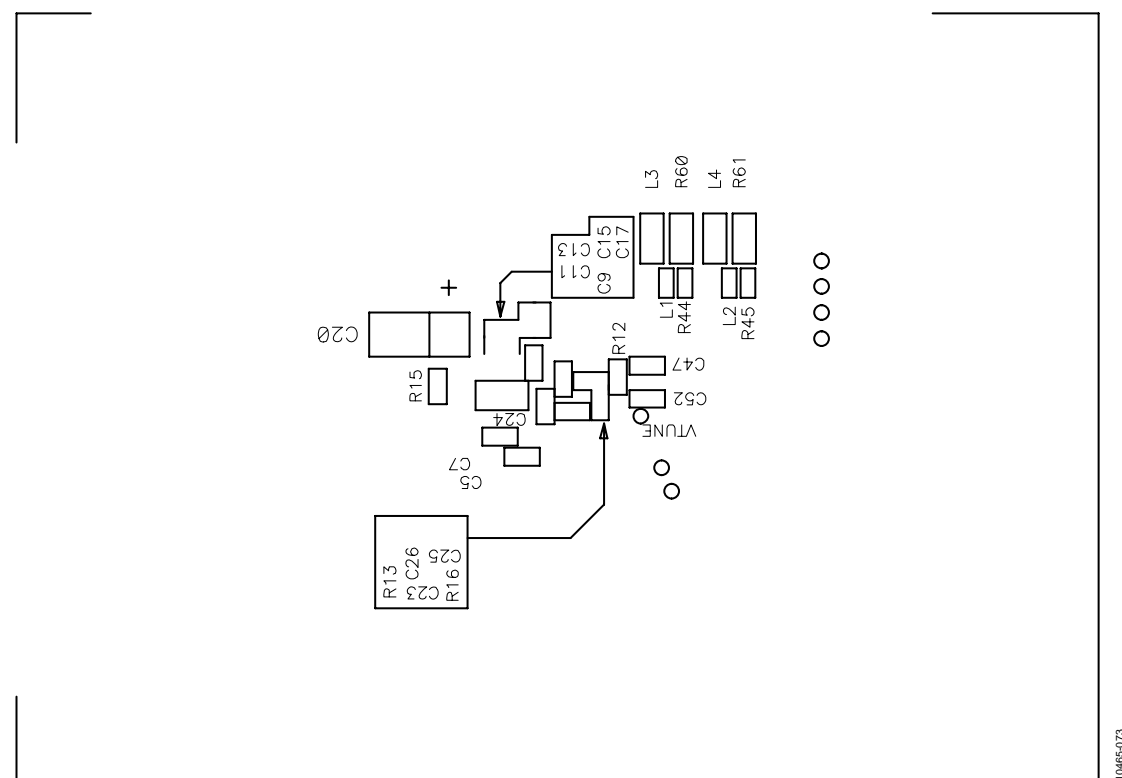 L3
R60
L4
R61
C13
C15
C17
C11
C9
+
L1
R44
L2
R45
C20
R12
C47
R15
C52
C24
VTUNE
C7
C5
C25
C26
R13
R16
C23
10465-073